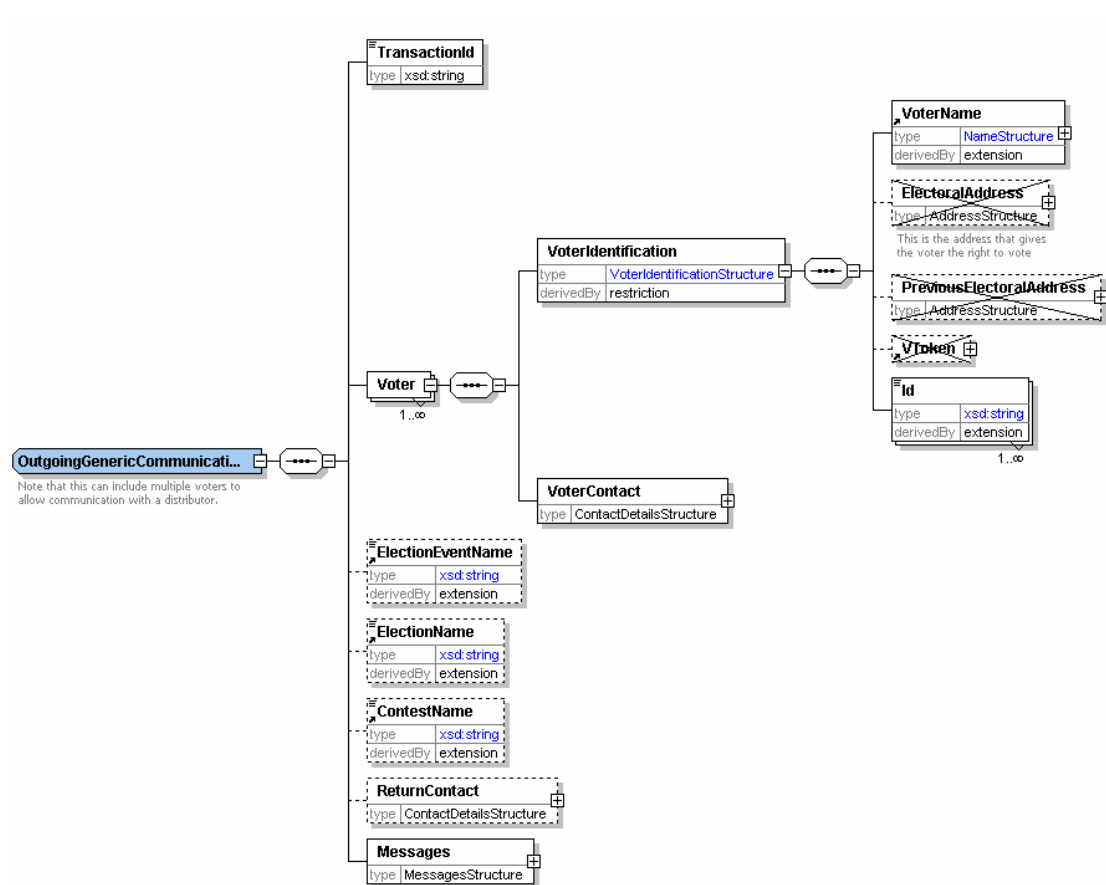 TransactionId
type xsd:string
VoterName
type NameStructure
derivedBy extension
ElectoralAddress
type AddressStructure
This is the address that gives
the voter the right to vote
VoterIdentification
type VoterIdentificationStructure
derivedBy restriction
PreviousElectoralAddress
type AddressStructure
VToken
Voter
1..∞
Id
type xsd:string
derivedBy extension
1..∞
OutgoingGenericCommunicati...
Note that this can include multiple voters to
allow communication with a distributor.
VoterContact
type ContactDetailsStructure
ElectionEventName
type xsd:string
derivedBy extension
ElectionName
type xsd:string
derivedBy extension
ContestName
type xsd:string
derivedBy extension
ReturnContact
type ContactDetailsStructure
Messages
type MessagesStructure